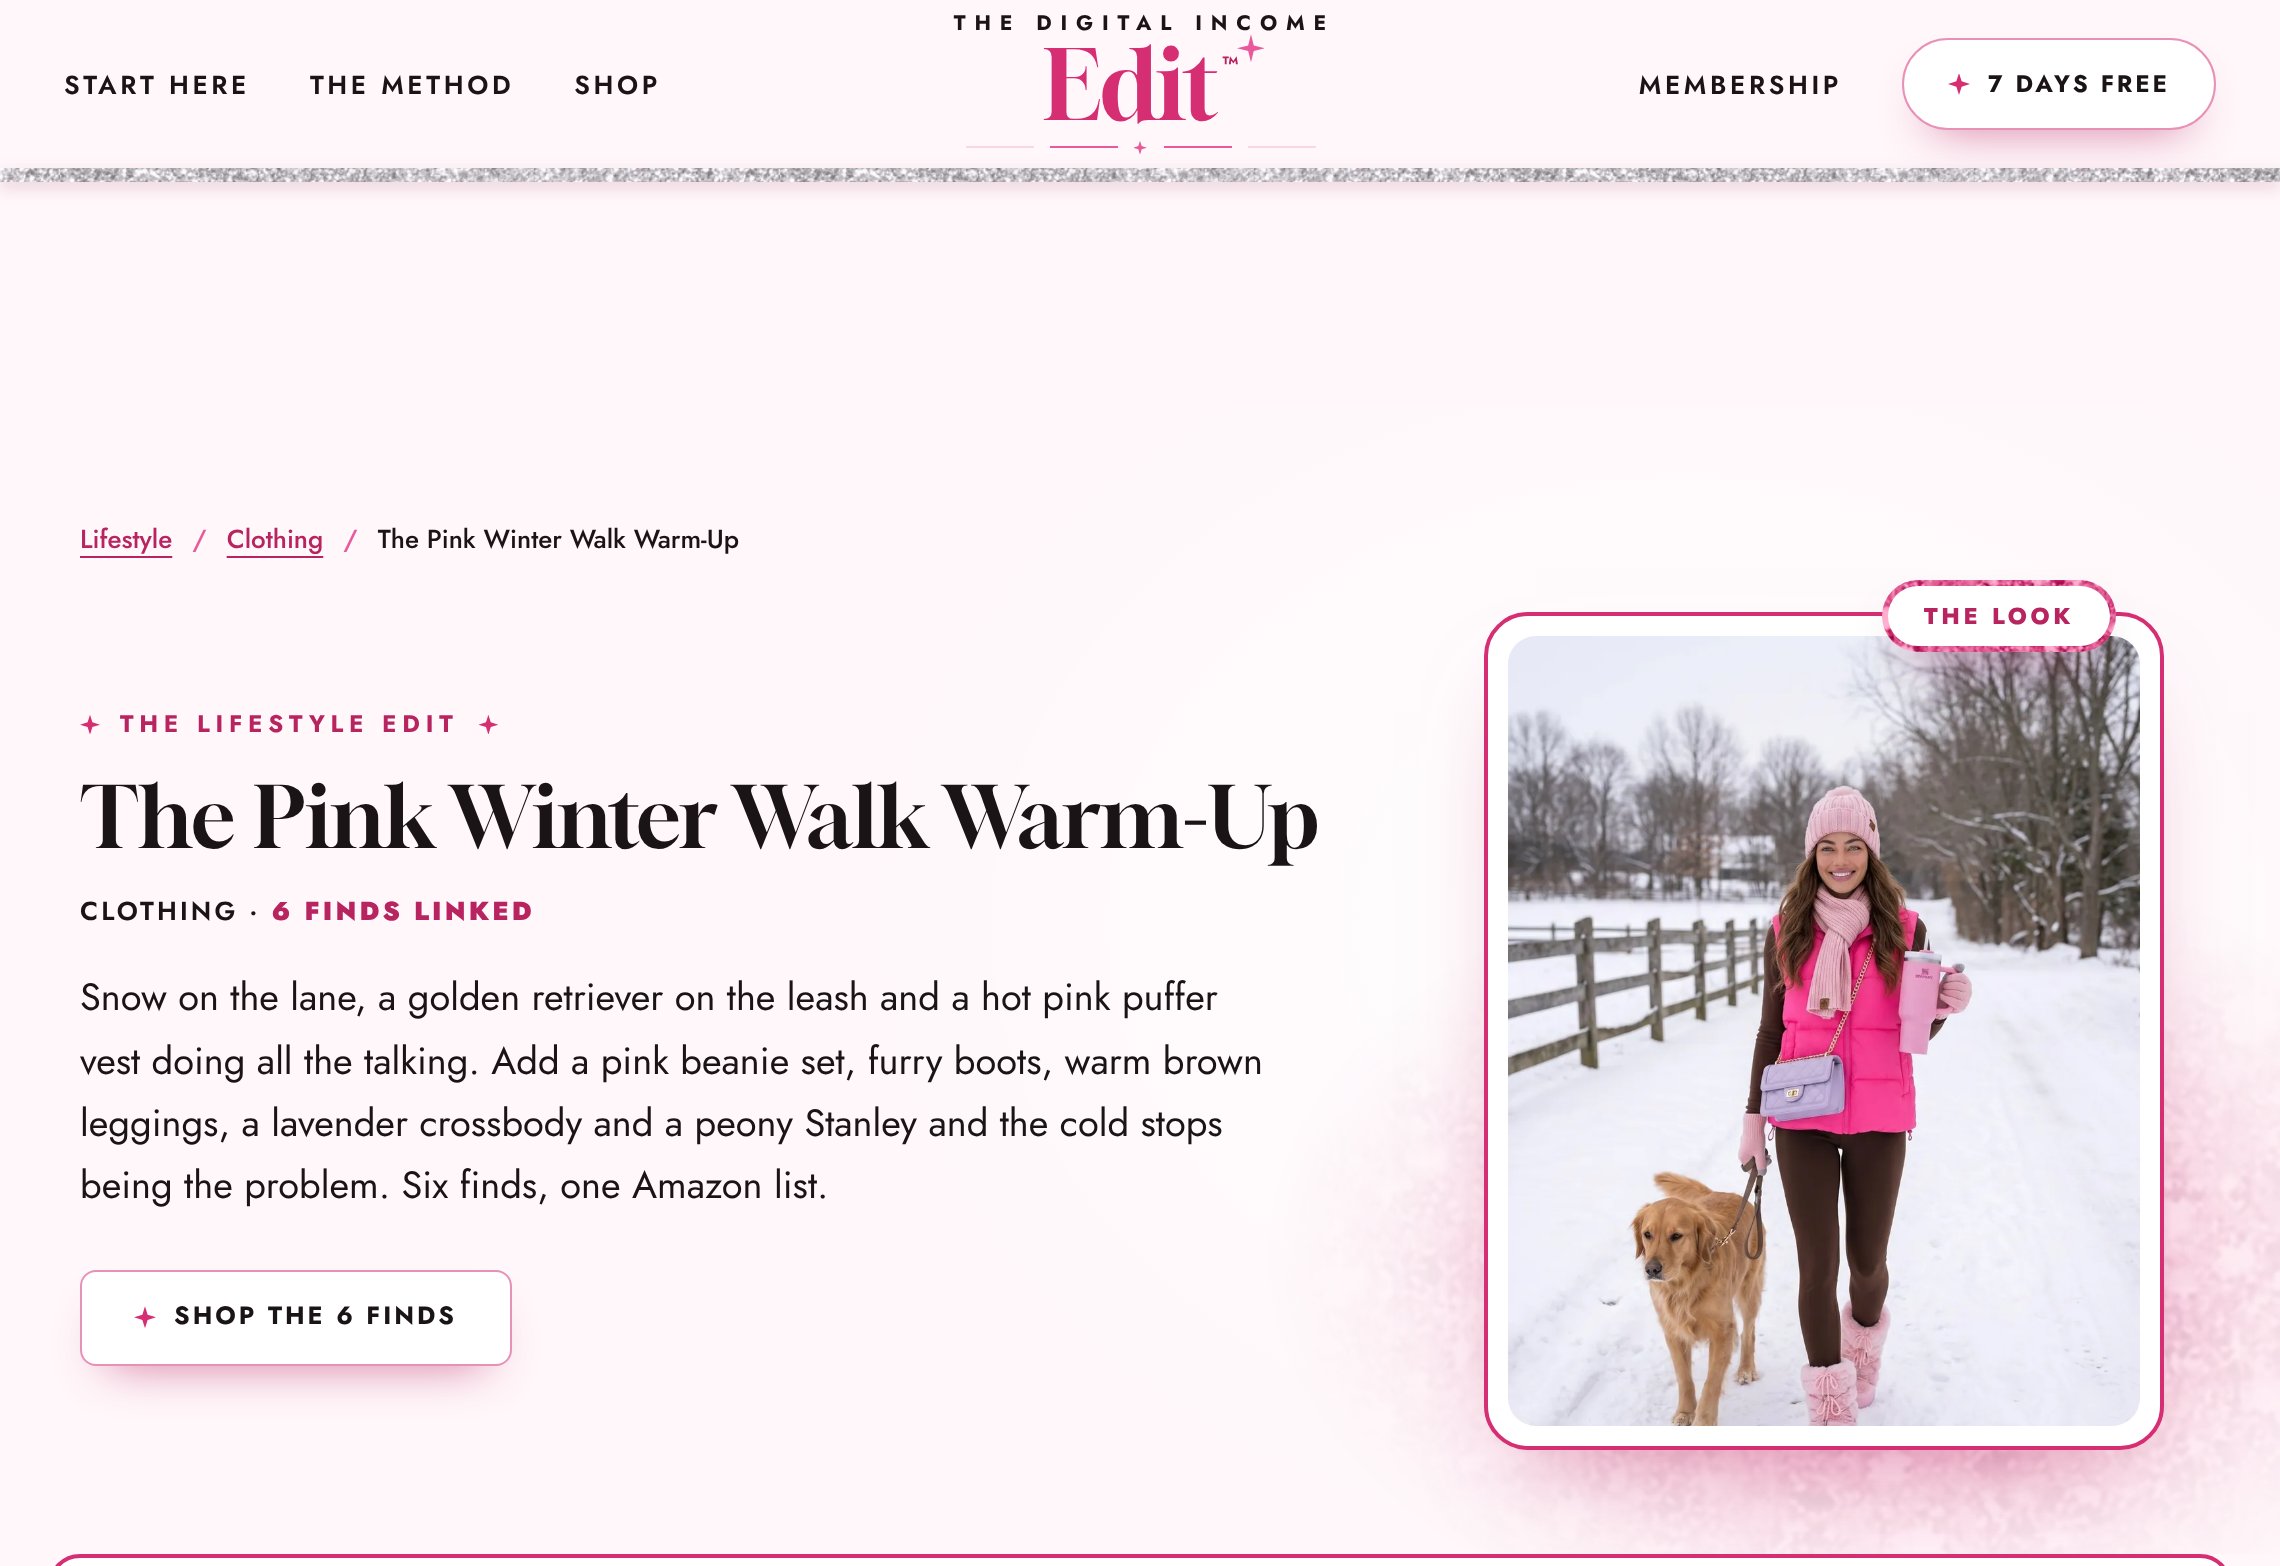 THE DIGITAL INCOME
START HERE
THE METHOD
SHOP
Edit™
MEMBERSHIP
7 DAYS FREE
Lifestyle / Clothing / The Pink Winter Walk Warm-Up
THE LOOK
THE LIFESTYLE EDIT
The Pink Winter Walk Warm-Up
CLOTHING · 6 FINDS LINKED
Snow on the lane, a golden retriever on the leash and a hot pink puffer
vest doing all the talking. Add a pink beanie set, furry boots, warm brown
leggings, a lavender crossbody and a peony Stanley and the cold stops
being the problem. Six finds, one Amazon list.
SHOP THE 6 FINDS